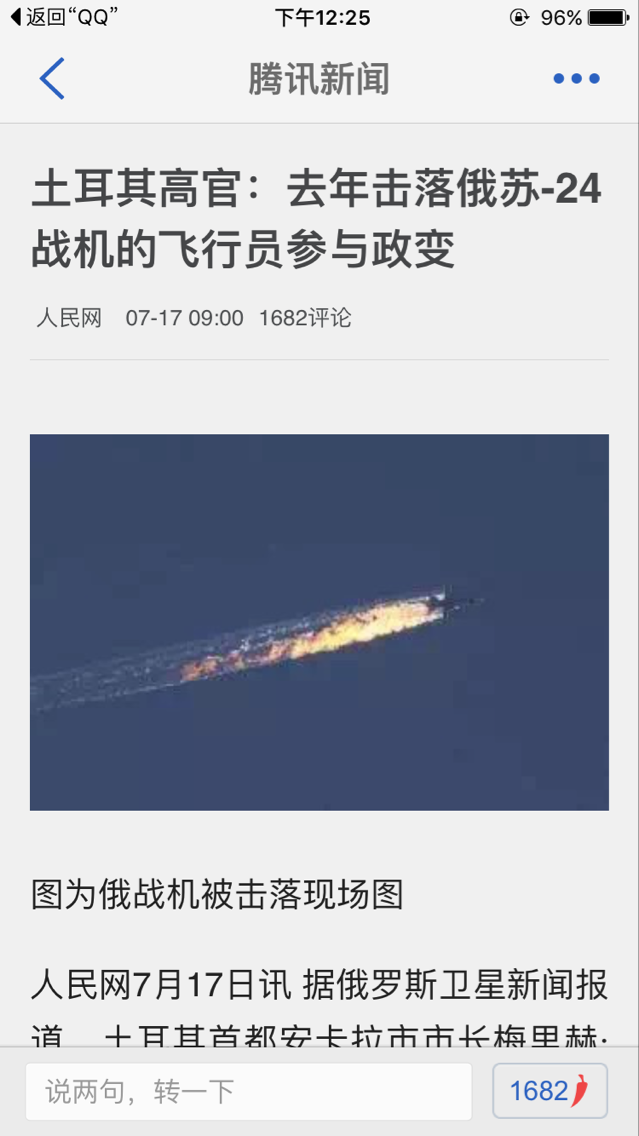 返回“QQ”
下午12:25
96%
腾讯新闻
土耳其高官：去年击落俄苏-24
战机的飞行员参与政变
人民网 07-17 09:00 1682评论
图为俄战机被击落现场图
人民网7月17日讯 据俄罗斯卫星新闻报
道，土耳其首都安卡拉市市长梅里赫·
说两句，转一下
1682